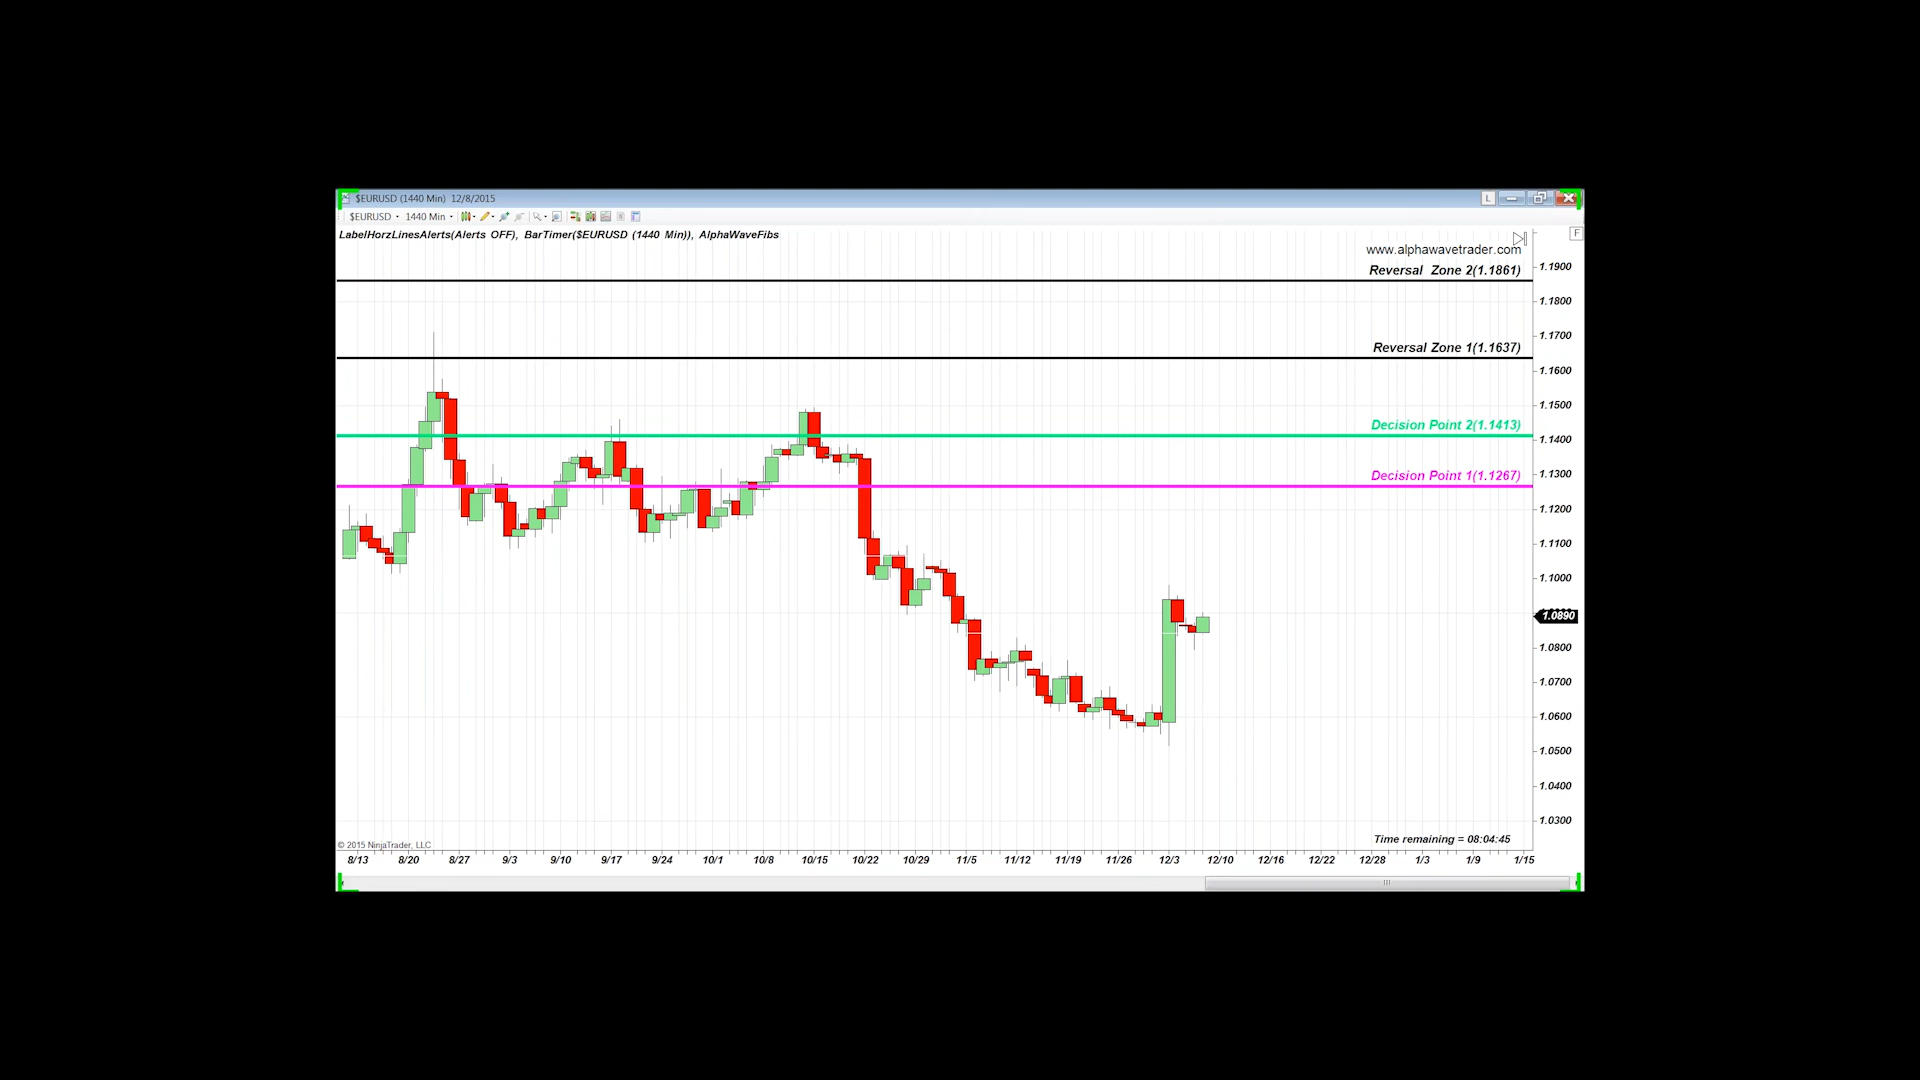 $EURUSD (1440 Min) 12/8/2015
L
$EURUSD 1440 Min
LabelHorzLinesAlerts(Alerts OFF), BarTimer($EURUSD (1440 Min)), AlphaWaveFibs
F
www.alphawavetrader.com
Reversal Zone 2(1.1861)
Reversal Zone 1(1.1637)
Decision Point 2(1.1413)
Decision Point 1(1.1267)
1.1900
1.1800
1.1700
1.1600
1.1500
1.1400
1.1300
1.1200
1.1100
1.1000
1.0890
1.0800
1.0700
1.0600
1.0500
1.0400
1.0300
Time remaining = 08:04:45
© 2015 NinjaTrader, LLC
8/13 8/20 8/27 9/3 9/10 9/17 9/24 10/1 10/8 10/15 10/22 10/29 11/5 11/12 11/19 11/26 12/3 12/10 12/16 12/22 12/28 1/3 1/9 1/15